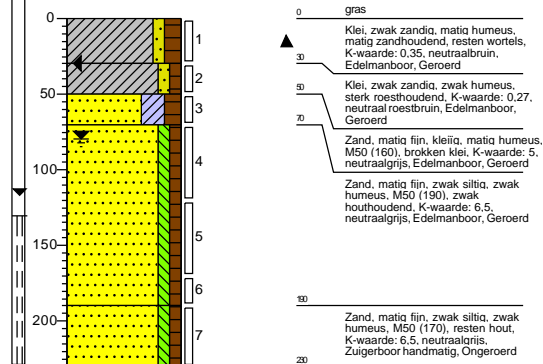 0
50
100
150
200
1
2
3
4
5
6
7
0
gras
Klei, zwak zandig, matig humeus,
matig zandhoudend, resten wortels,
K-waarde: 0,35, neutraalbruin,
Edelmanboor, Geroerd
30
Klei, zwak zandig, zwak humeus,
sterk roesthoudend, K-waarde: 0,27,
neutraal roestbruin, Edelmanboor,
Geroerd
50
Zand, matig fijn, kleiïg, matig humeus,
M50 (160), brokken klei, K-waarde: 5,
neutraalgrijs, Edelmanboor, Geroerd
70
Zand, matig fijn, zwak siltig, zwak
humeus, M50 (190), zwak
houthoudend, K-waarde: 6,5,
neutraalgrijs, Edelmanboor, Geroerd
190
Zand, matig fijn, zwak siltig, zwak
humeus, M50 (170), resten hout,
K-waarde: 6,5, neutraalgrijs,
Zuigerboor handmatig, Ongeroerd
230